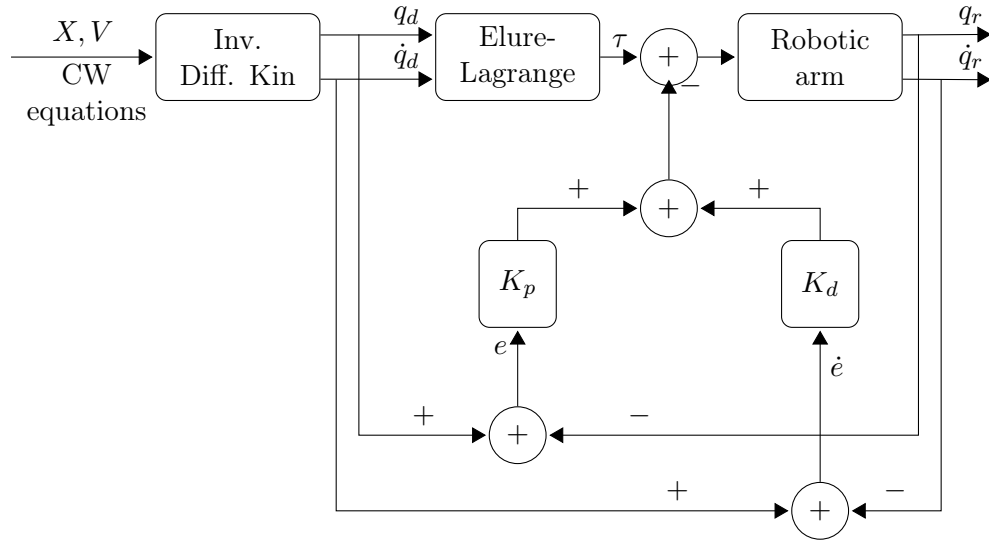 X, V
CW
equations
Inv.
Diff. Kin
q_d
q̇_d
Elure-
Lagrange
τ
+
−
Robotic
arm
q_r
q̇_r
+
+
+
K_p
K_d
e
ė
+
+
−
+
+
−